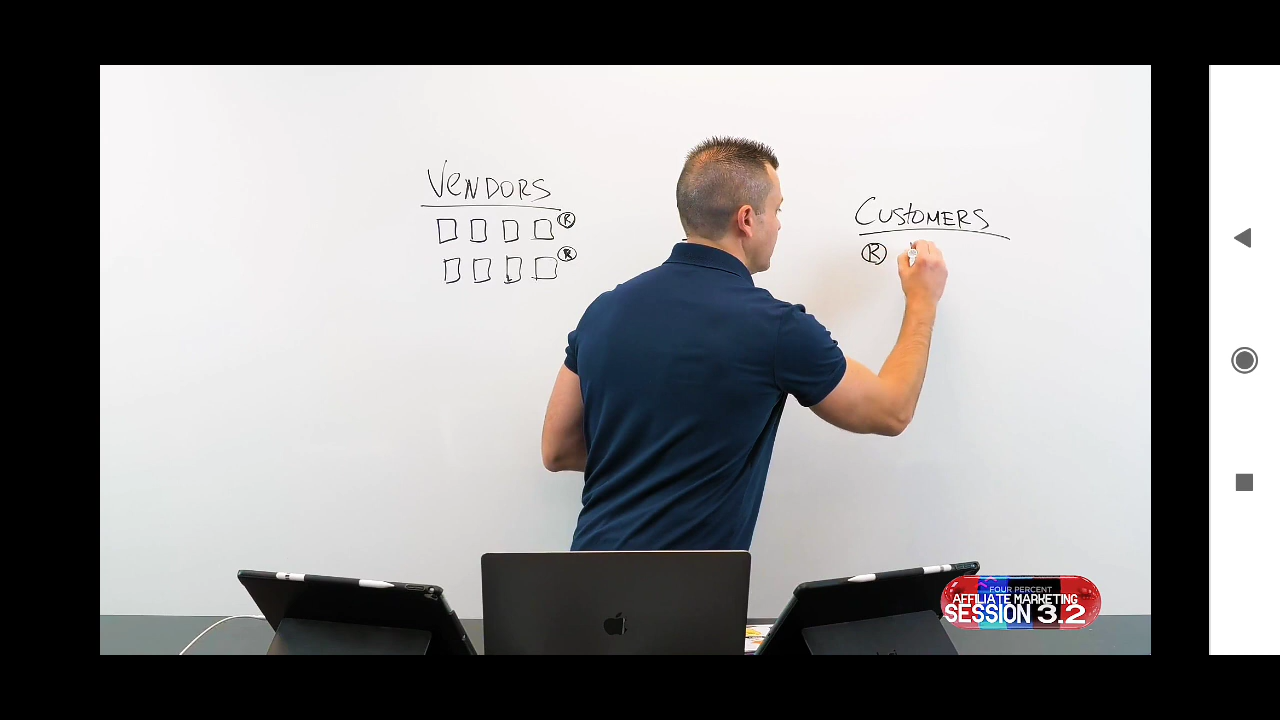 VENDORS
®
®
CUSTOMERS
®
FOUR PERCENT
AFFILIATE MARKETING
SESSION 3.2